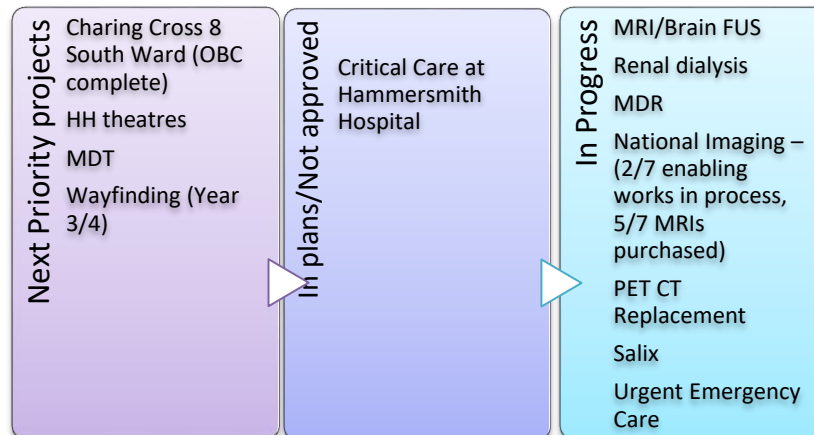 Next Priority projects
Charing Cross 8
South Ward (OBC
complete)
HH theatres
MDT
Wayfinding (Year
3/4)
In plans/Not approved
Critical Care at
Hammersmith
Hospital
In Progress
MRI/Brain FUS
Renal dialysis
MDR
National Imaging –
(2/7 enabling
works in process,
5/7 MRIs
purchased)
PET CT
Replacement
Salix
Urgent Emergency
Care